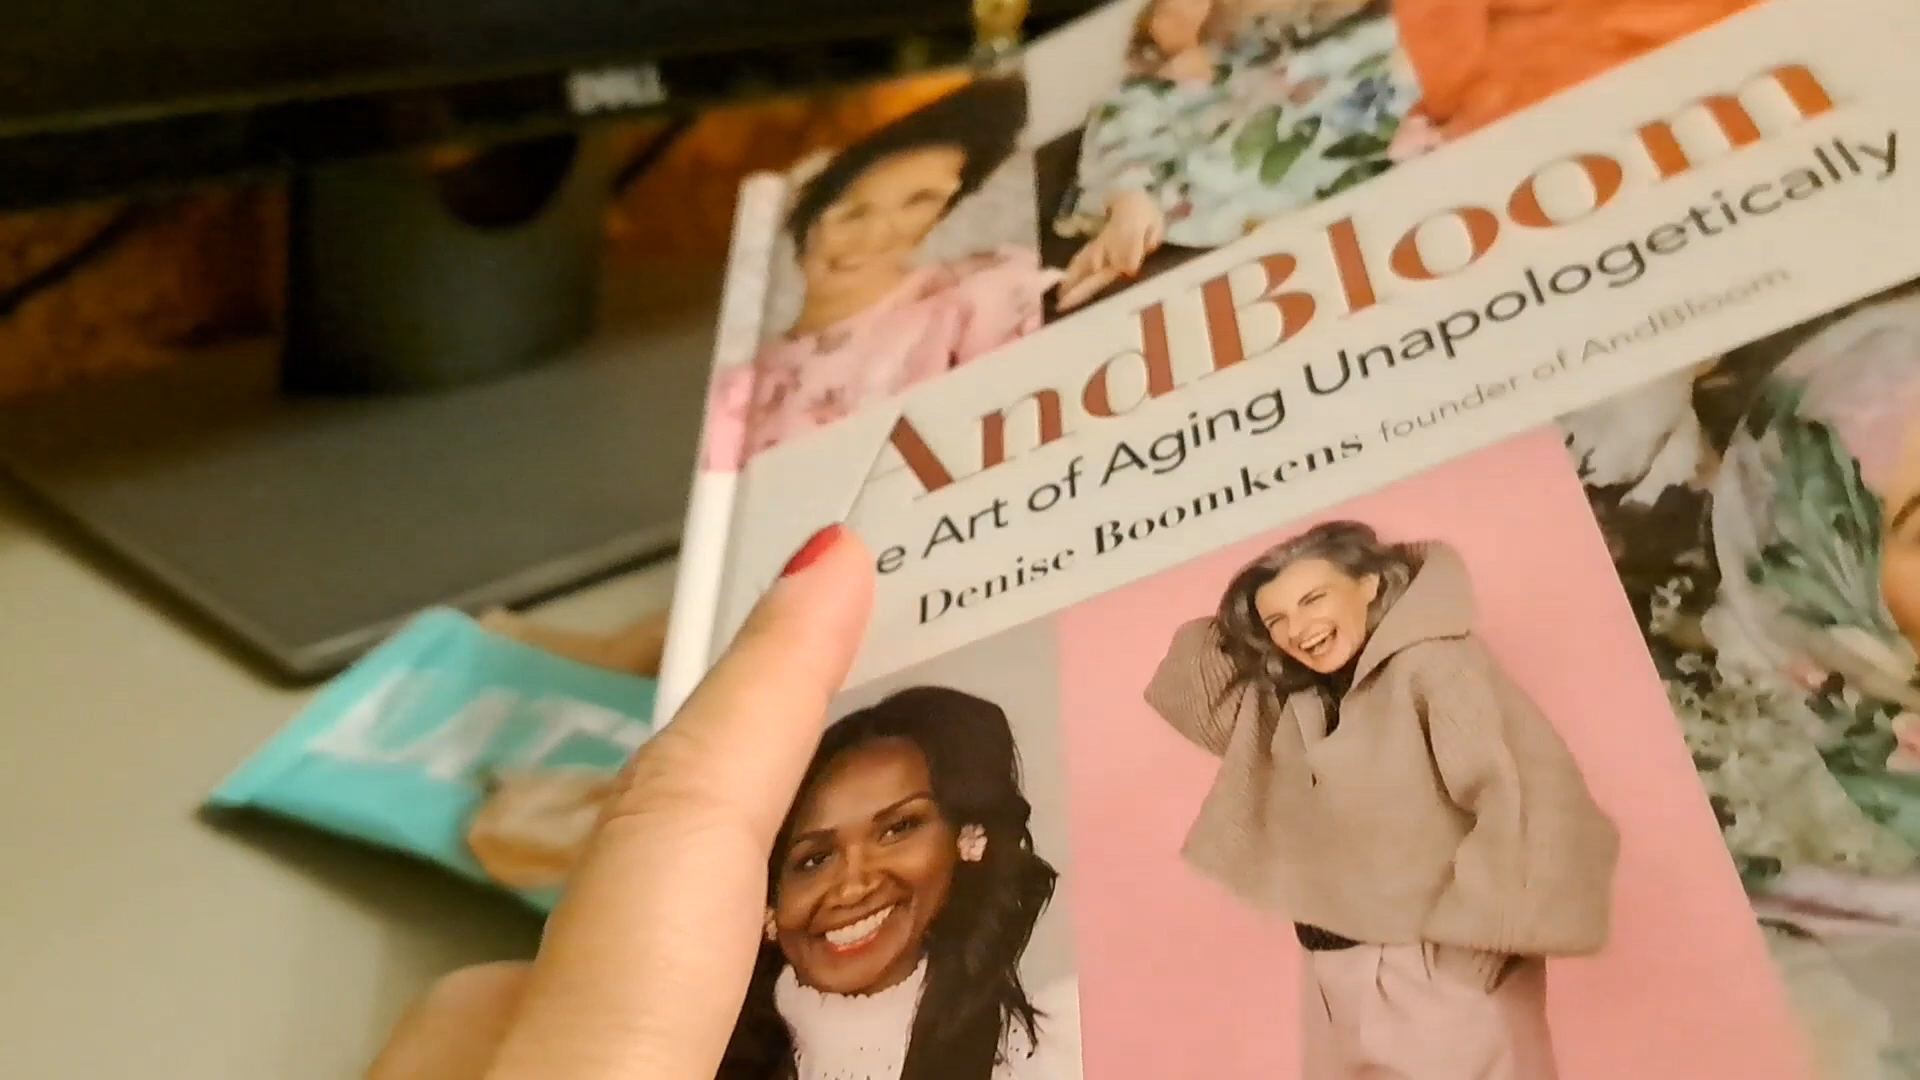 DELL
AndBloom
e Art of Aging Unapologetically
Denise Boomkens founder of AndBloom